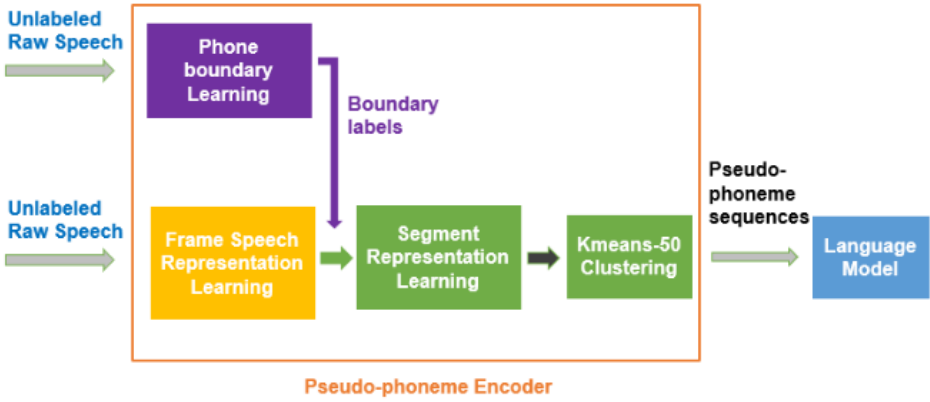 Unlabeled
Raw Speech
Phone
boundary
Learning
Boundary
labels
Unlabeled
Raw Speech
Frame Speech
Representation
Learning
Segment
Representation
Learning
Kmeans-50
Clustering
Pseudo-
phoneme
sequences
Language
Model
Pseudo-phoneme Encoder